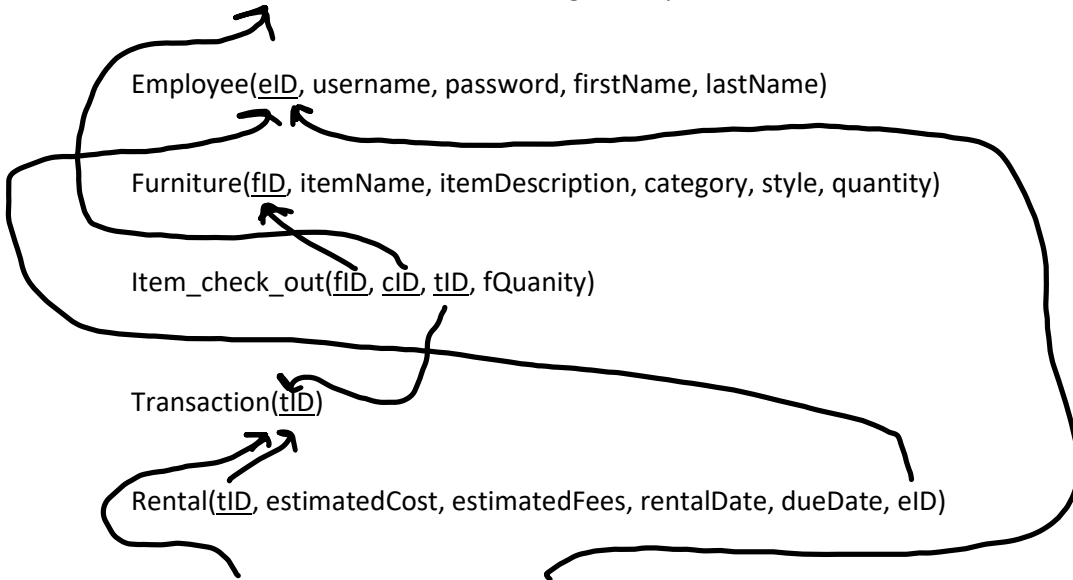 Employee(eID, username, password, firstName, lastName)
Furniture(fID, itemName, itemDescription, category, style, quantity)
Item_check_out(fID, cID, tID, fQuanity)
Transaction(tID)
Rental(tID, estimatedCost, estimatedFees, rentalDate, dueDate, eID)